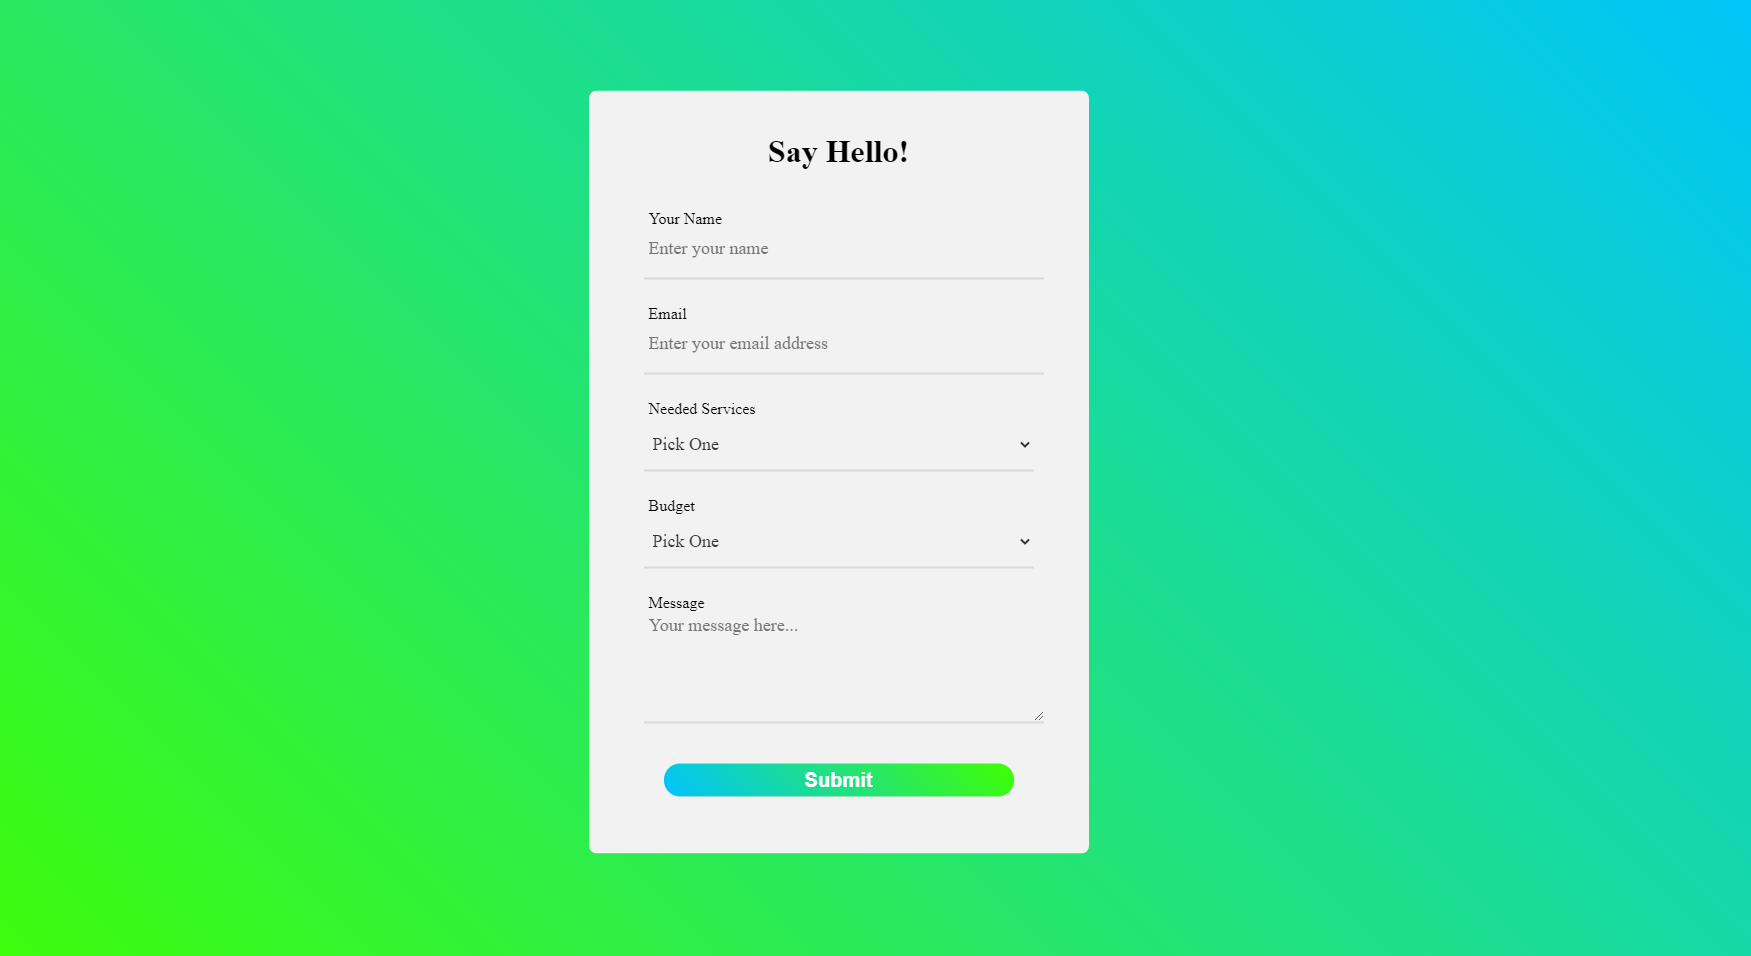 Say Hello!
Your Name
Enter your name
Email
Enter your email address
Needed Services
Pick One
Budget
Pick One
Message
Your message here...
Submit